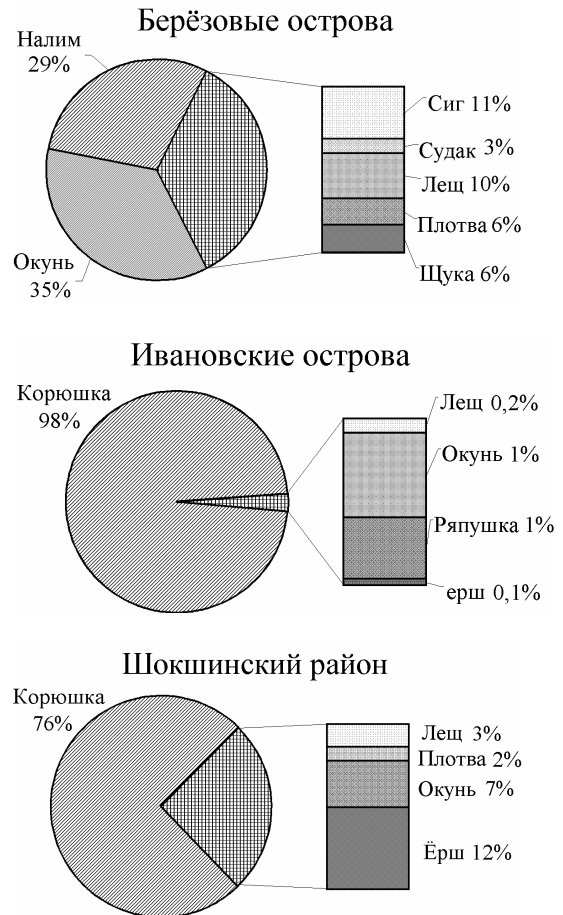 Берёзовые острова
Налим
29%
Сиг 11%
Судак 3%
Лещ 10%
Плотва 6%
Щука 6%
Окунь
35%
Ивановские острова
Корюшка
98%
Лещ 0,2%
Окунь 1%
Ряпушка 1%
ерш 0,1%
Шокшинский район
Корюшка
76%
Лещ 3%
Плотва 2%
Окунь 7%
Ёрш 12%